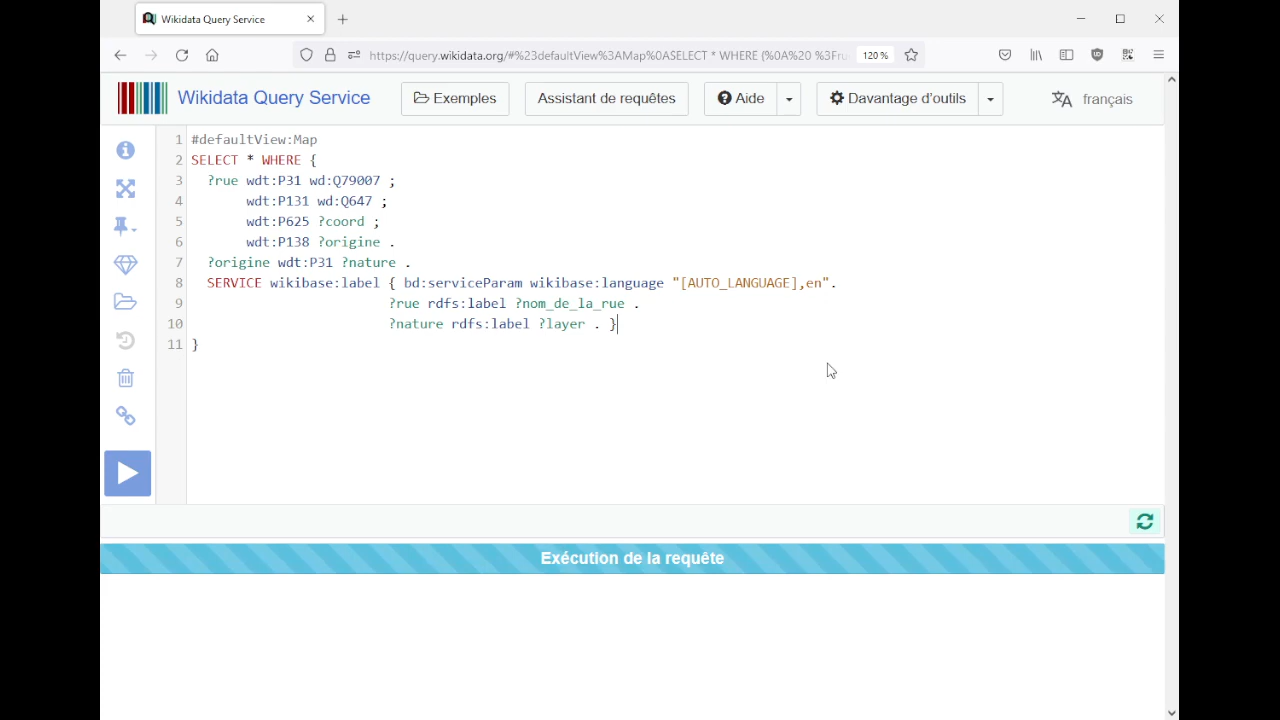 Wikidata Query Service
https://query.wikidata.org/#%23defaultView%3AMap%0ASELECT * WHERE {%0A%20 %3Fru
120 %
Wikidata Query Service
Exemples
Assistant de requêtes
Aide
Davantage d'outils
français
1 #defaultView:Map
2 SELECT * WHERE {
3 ?rue wdt:P31 wd:Q79007 ;
4 wdt:P131 wd:Q647 ;
5 wdt:P625 ?coord ;
6 wdt:P138 ?origine .
7 ?origine wdt:P31 ?nature .
8 SERVICE wikibase:label { bd:serviceParam wikibase:language "[AUTO_LANGUAGE],en".
9 ?rue rdfs:label ?nom_de_la_rue .
10 ?nature rdfs:label ?layer . }
11 }
Exécution de la requête